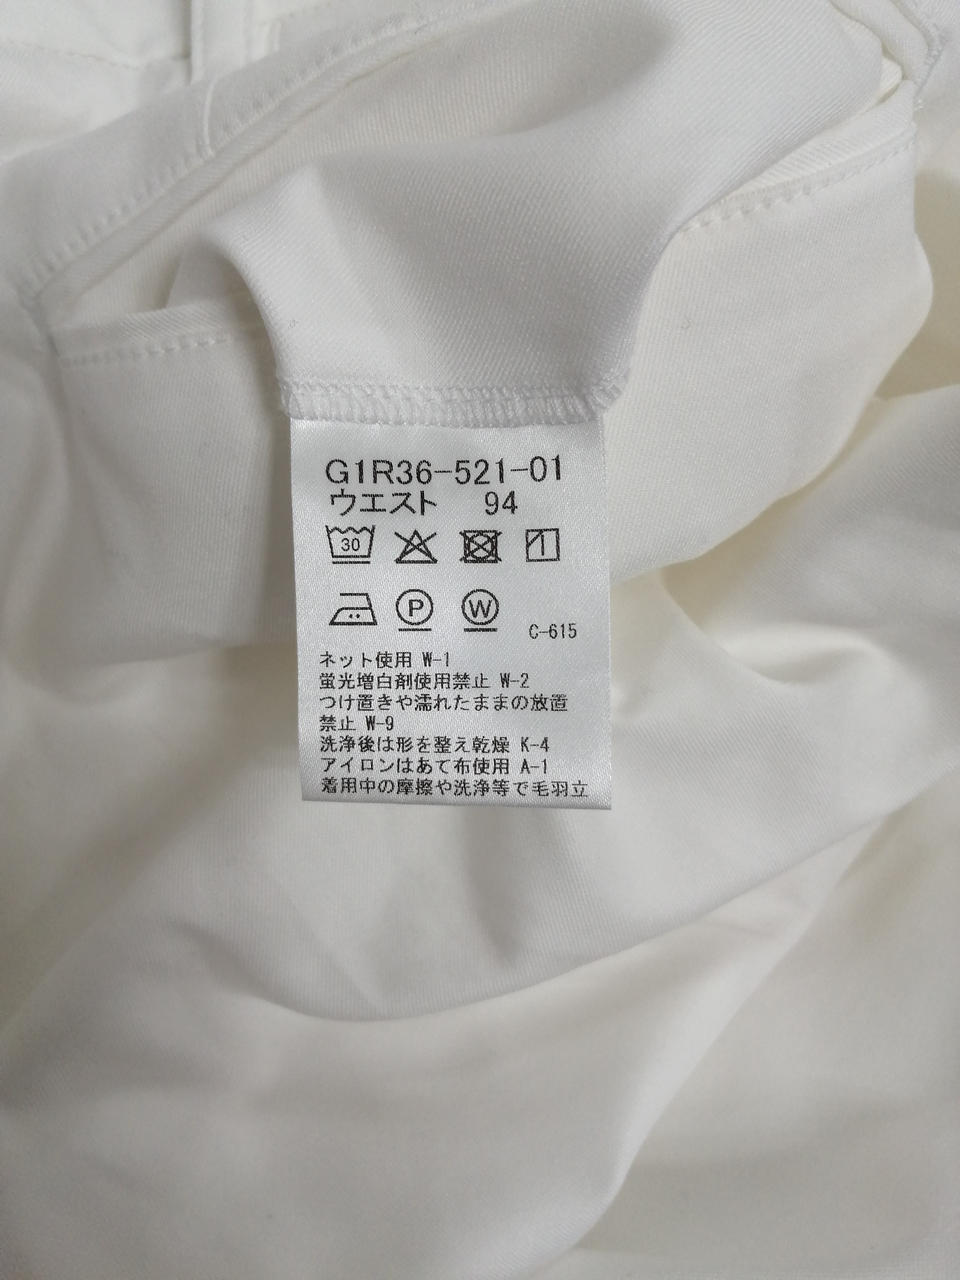 G1R36-521-01
ウエスト 94
30
P W C-615
ネット使用 W-1
蛍光増白剤使用禁止 W-2
つけ置きや濡れたままの放置
禁止 W-9
洗浄後は形を整え乾燥 K-4
アイロンはあて布使用 A-1
着用中の摩擦や洗浄等で毛羽立